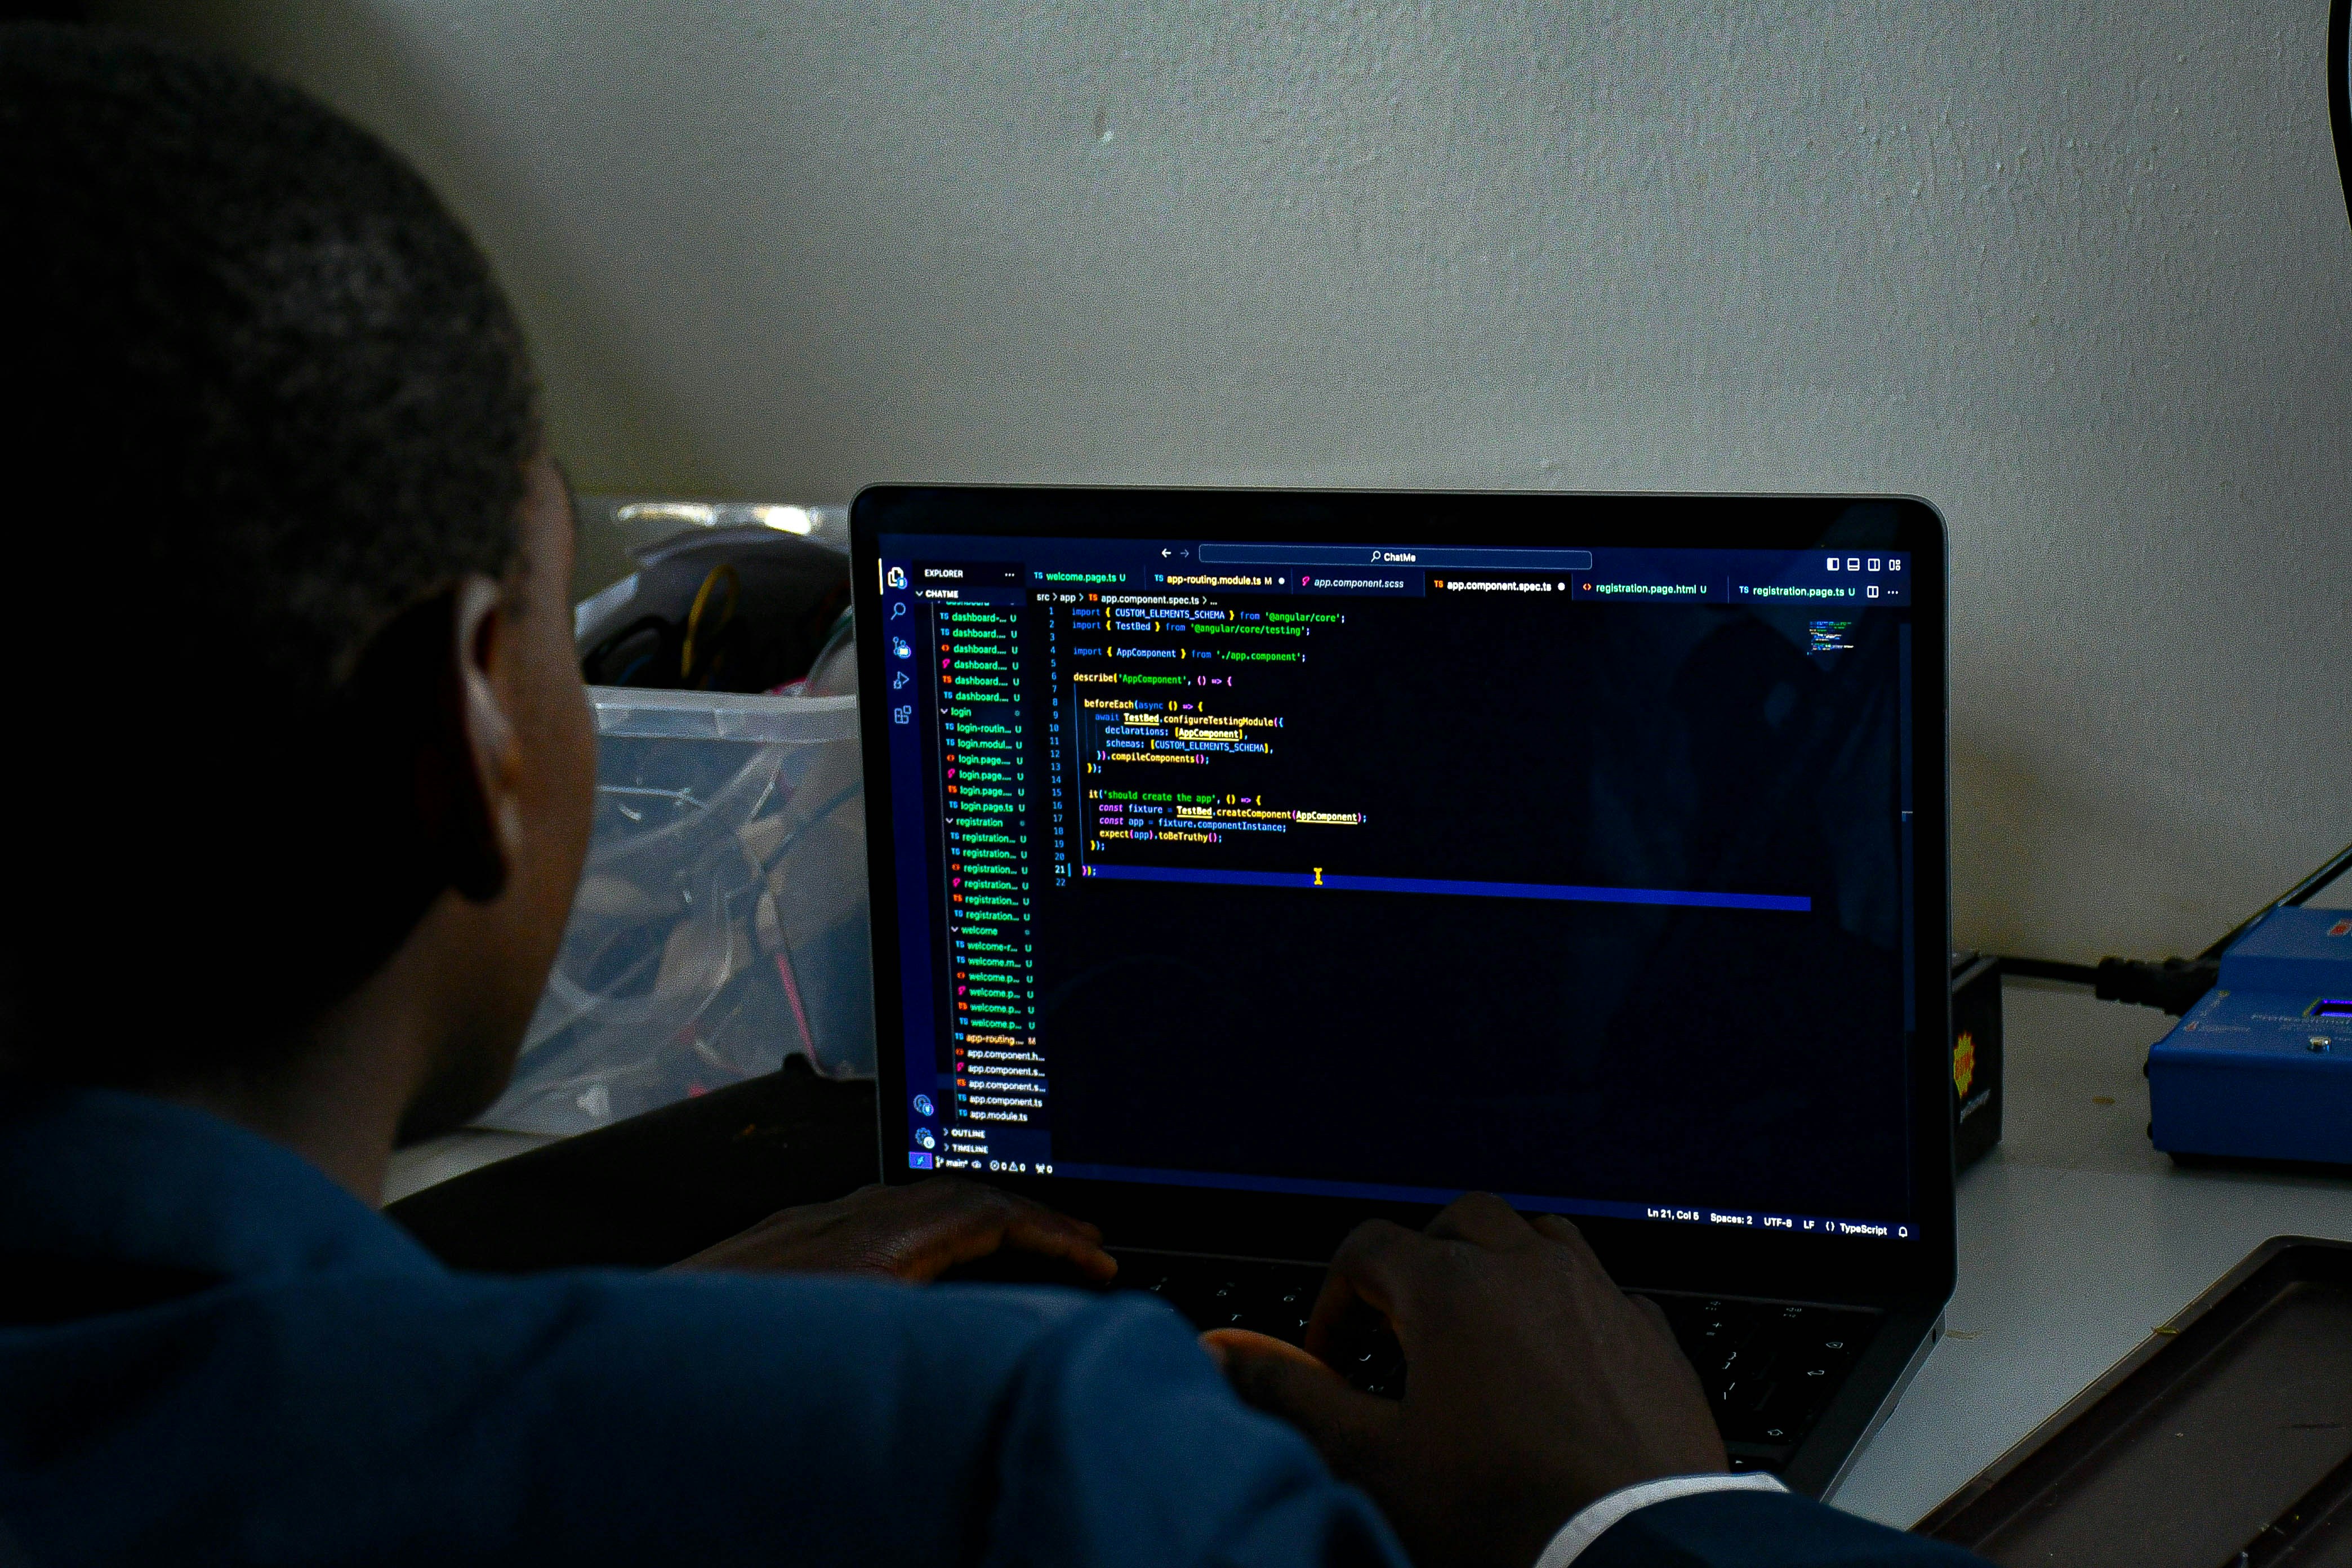 ChatMe
EXPLORER
TS welcome.page.ts U
TS app-routing.module.ts M
app.component.scss
TS app.component.spec.ts
<> registration.page.html U
TS registration.page.ts U
CHATME
src > app > TS app.component.spec.ts > ...
TS dashboard-... U
TS dashboard.... U
<> dashboard.... U
dashboard.... U
TS dashboard.... U
TS dashboard.... U
login
TS login-routin... U
TS login.modul... U
<> login.page.... U
login.page.... U
TS login.page.... U
TS login.page.ts U
registration
TS registration... U
TS registration... U
<> registration... U
registration... U
TS registration... U
TS registration... U
welcome
TS welcome-r... U
TS welcome.m... U
<> welcome.p... U
welcome.p... U
TS welcome.p... U
TS welcome.p... U
TS app-routing.... M
<> app.component.h...
app.component.s...
TS app.component.s...
TS app.component.ts
TS app.module.ts
OUTLINE
TIMELINE
1 import { CUSTOM_ELEMENTS_SCHEMA } from '@angular/core';
2 import { TestBed } from '@angular/core/testing';
3
4 import { AppComponent } from './app.component';
5
6 describe('AppComponent', () => {
7
8 beforeEach(async () => {
9 await TestBed.configureTestingModule({
10 declarations: [AppComponent],
11 schemas: [CUSTOM_ELEMENTS_SCHEMA],
12 }).compileComponents();
13 });
14
15 it('should create the app', () => {
16 const fixture = TestBed.createComponent(AppComponent);
17 const app = fixture.componentInstance;
18 expect(app).toBeTruthy();
19 });
20
21 });
22
main* 0 0 0
Ln 21, Col 5 Spaces: 2 UTF-8 LF {} TypeScript